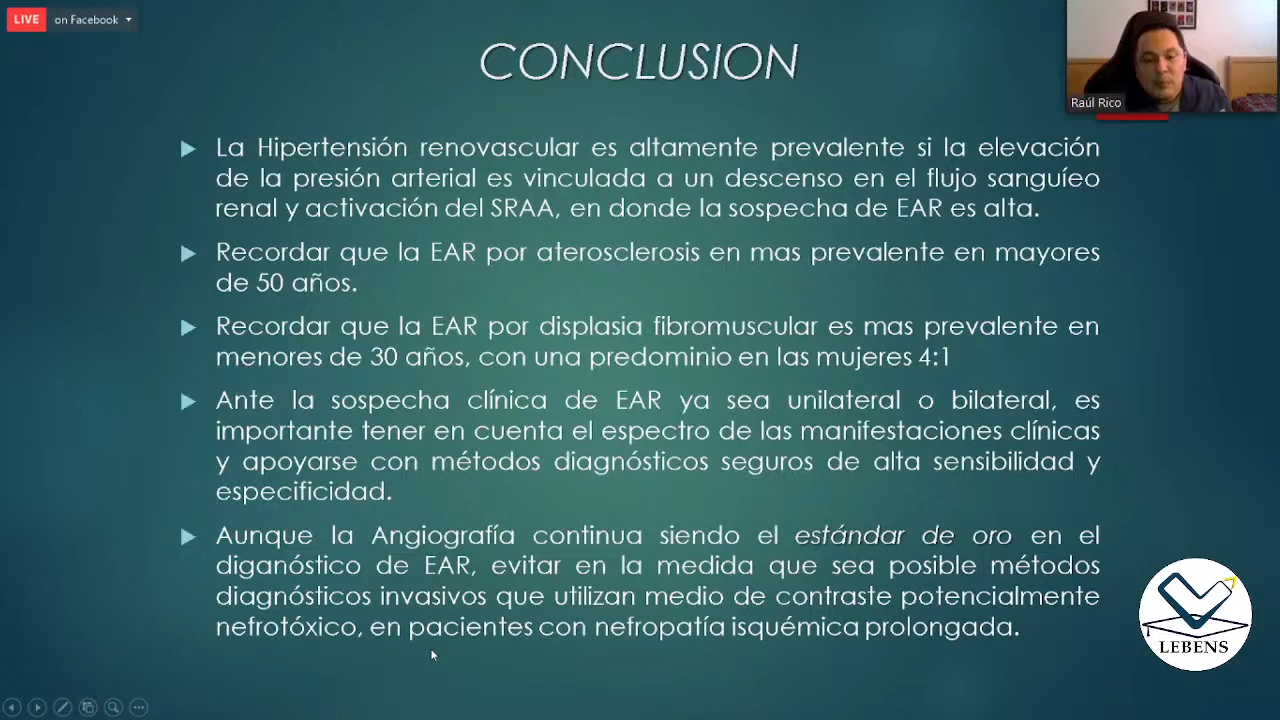 LIVE on Facebook
CONCLUSION
Raúl Rico
La Hipertensión renovascular es altamente prevalente si la elevación
de la presión arterial es vinculada a un descenso en el flujo sanguíeo
renal y activación del SRAA, en donde la sospecha de EAR es alta.
Recordar que la EAR por aterosclerosis en mas prevalente en mayores
de 50 años.
Recordar que la EAR por displasia fibromuscular es mas prevalente en
menores de 30 años, con una predominio en las mujeres 4:1
Ante la sospecha clínica de EAR ya sea unilateral o bilateral, es
importante tener en cuenta el espectro de las manifestaciones clínicas
y apoyarse con métodos diagnósticos seguros de alta sensibilidad y
especificidad.
Aunque la Angiografía continua siendo el estándar de oro en el
diganóstico de EAR, evitar en la medida que sea posible métodos
diagnósticos invasivos que utilizan medio de contraste potencialmente
nefrotóxico, en pacientes con nefropatía isquémica prolongada.
LEBENS